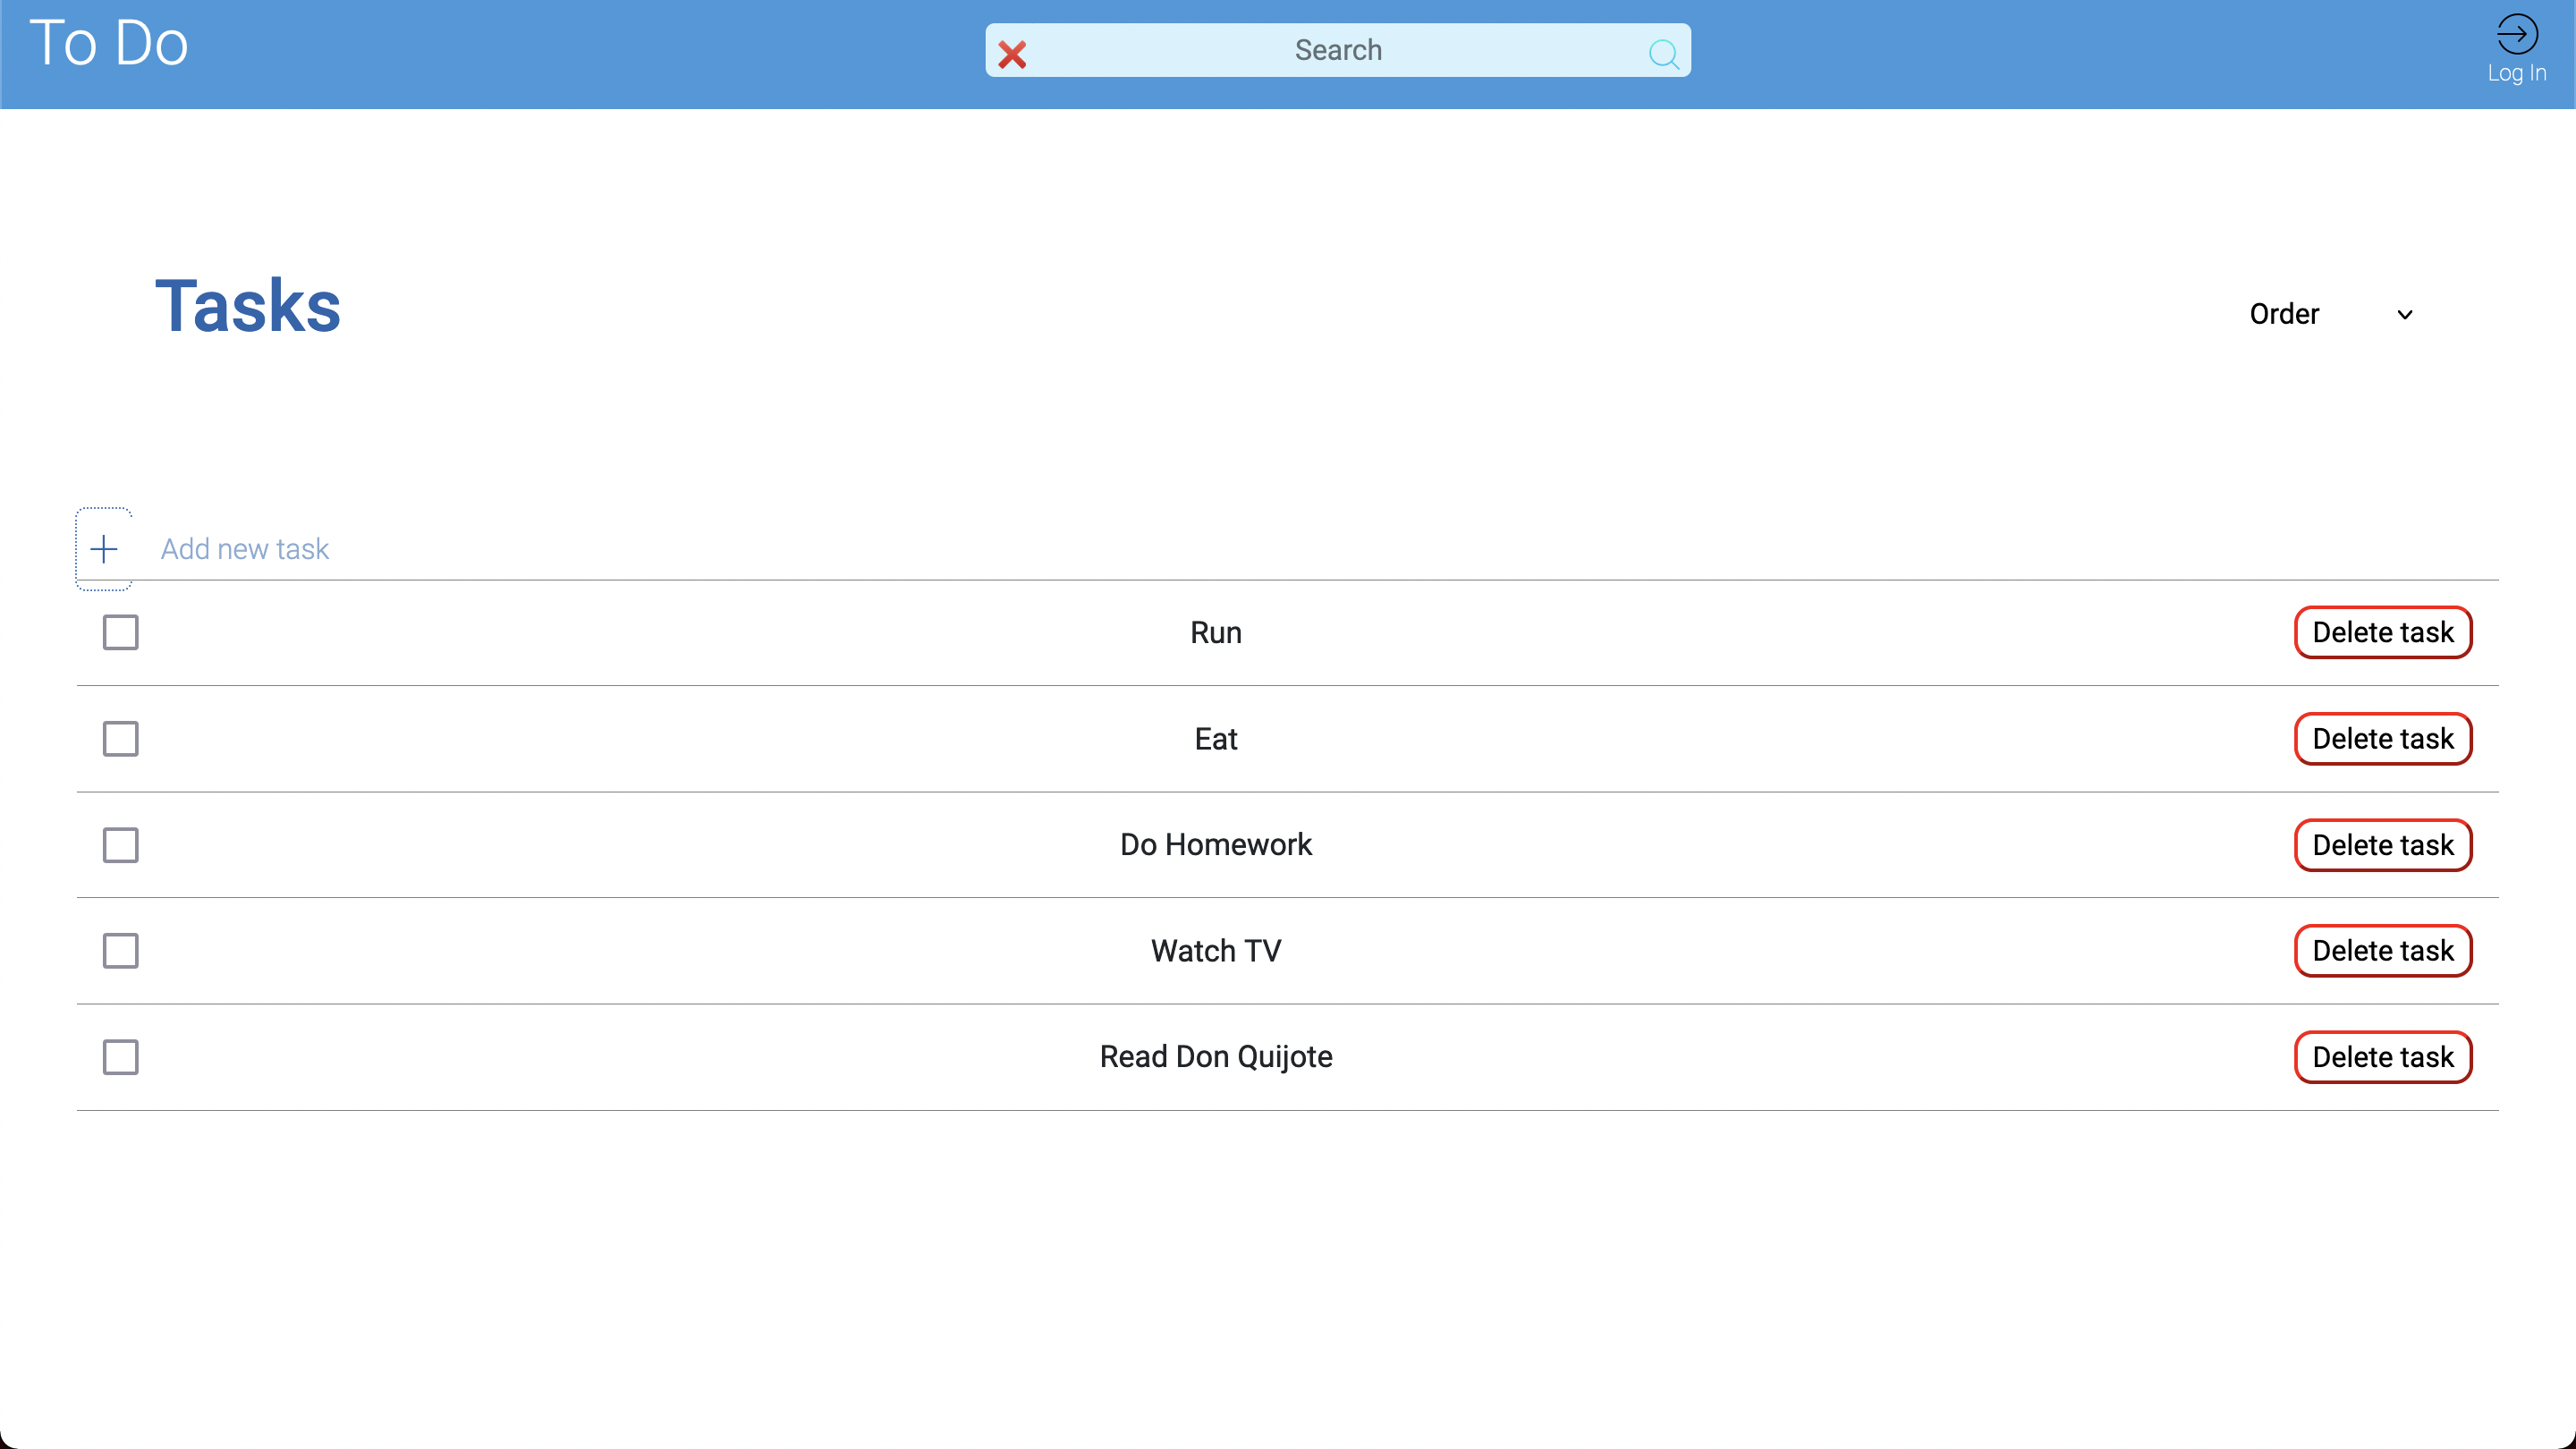 To Do
Search
Log In
Tasks
Order
Add new task
Run
Delete task
Eat
Delete task
Do Homework
Delete task
Watch TV
Delete task
Read Don Quijote
Delete task